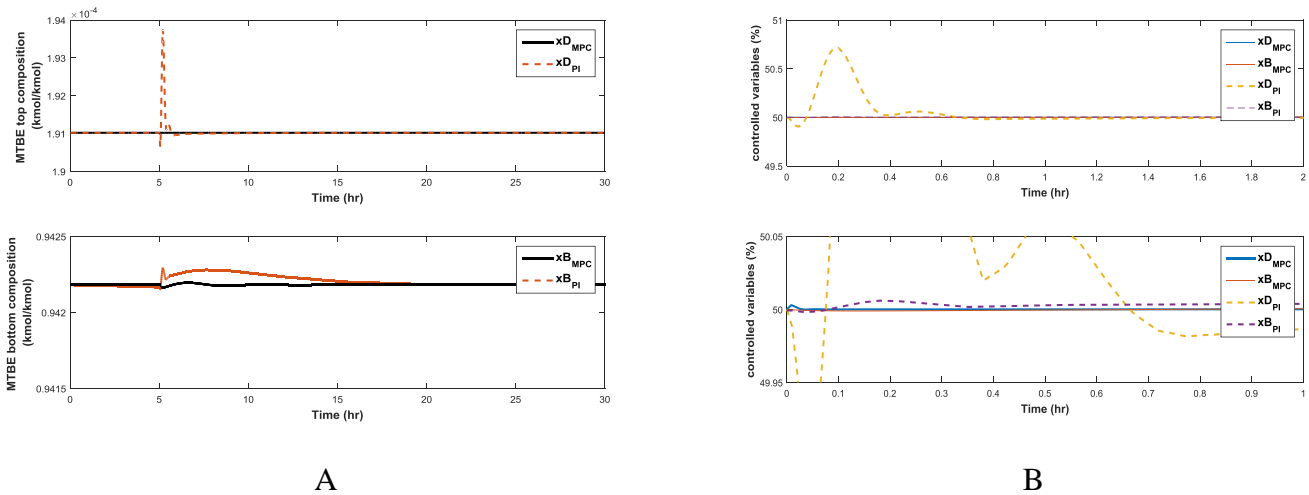 × 10⁻⁴
1.94
1.93
1.92
1.91
1.9
MTBE top composition
(kmol/kmol)
xD_MPC
xD_PI
0 5 10 15 20 25 30
Time (hr)
0.9425
0.942
0.9415
MTBE bottom composition
(kmol/kmol)
xB_MPC
xB_PI
0 5 10 15 20 25 30
Time (hr)
A
51
50.5
50
49.5
controlled variables (%)
xD_MPC
xB_MPC
xD_PI
xB_PI
0 0.2 0.4 0.6 0.8 1 1.2 1.4 1.6 1.8 2
Time (hr)
50.05
50
49.95
controlled variables (%)
xD_MPC
xB_MPC
xD_PI
xB_PI
0 0.1 0.2 0.3 0.4 0.5 0.6 0.7 0.8 0.9 1
Time (hr)
B